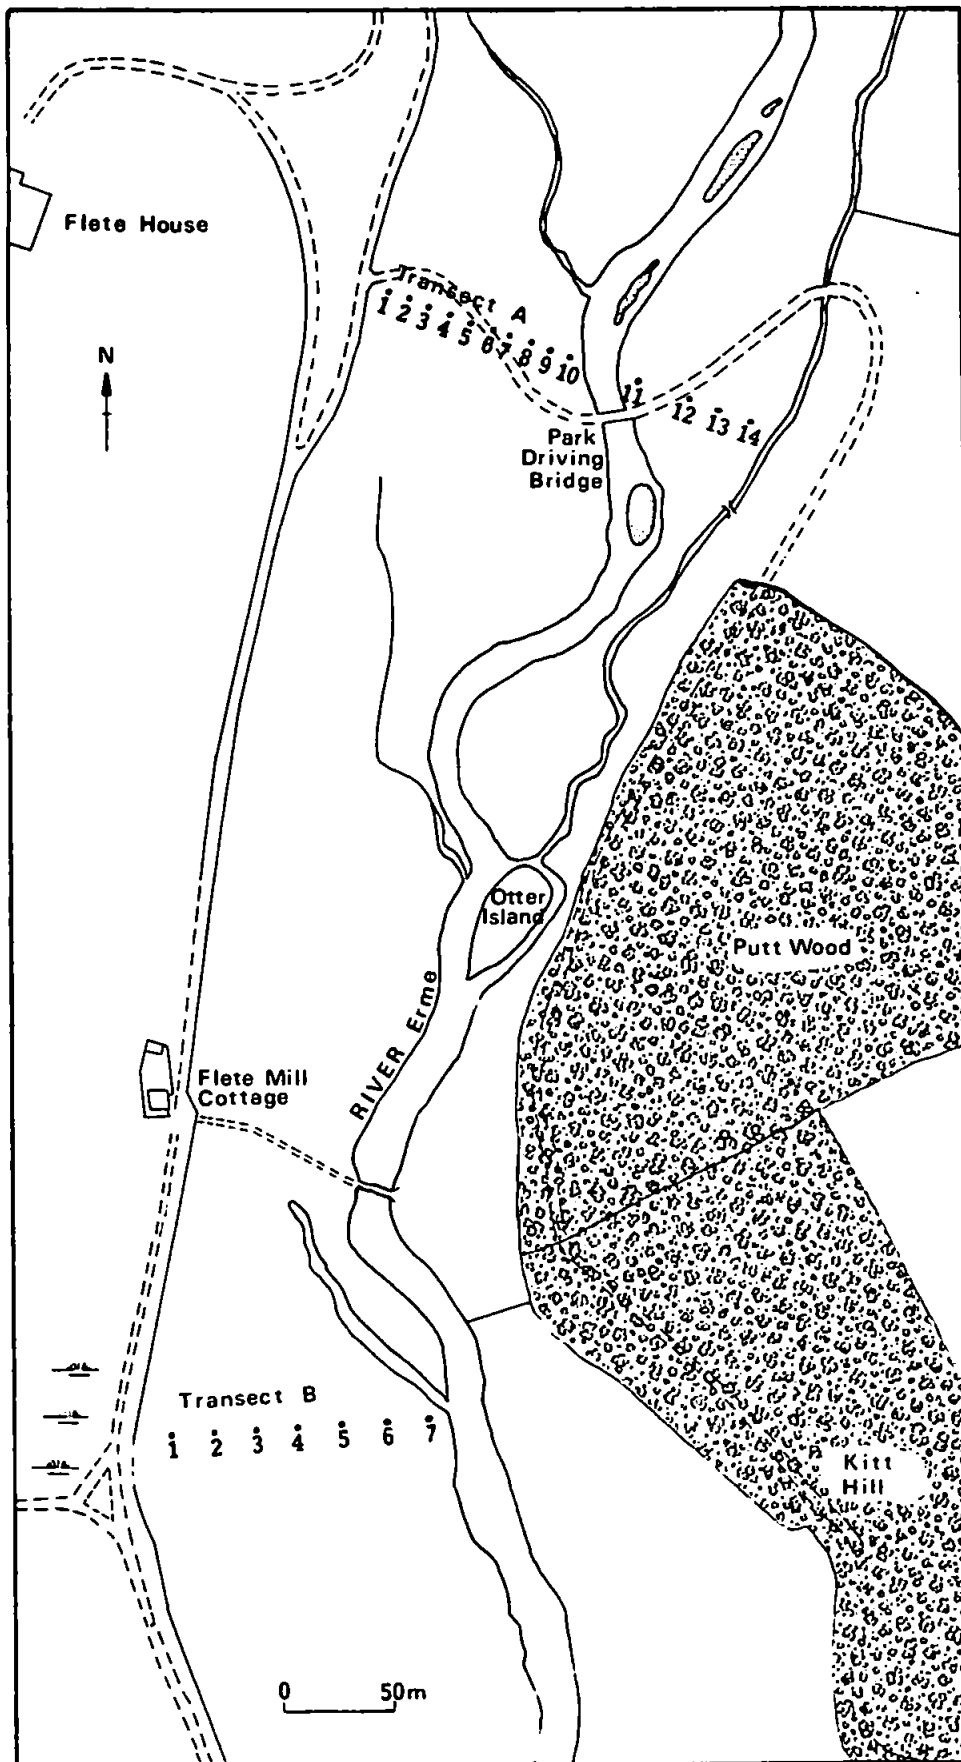 Flete House
N
Transect A
1 2 3 4 5 6 7 8 9 10
11
12 13 14
Park
Driving
Bridge
Otter
Island
Putt Wood
RIVER Erme
Flete Mill
Cottage
Transect B
1 2 3 4 5 6 7
Kitt
Hill
0 50m